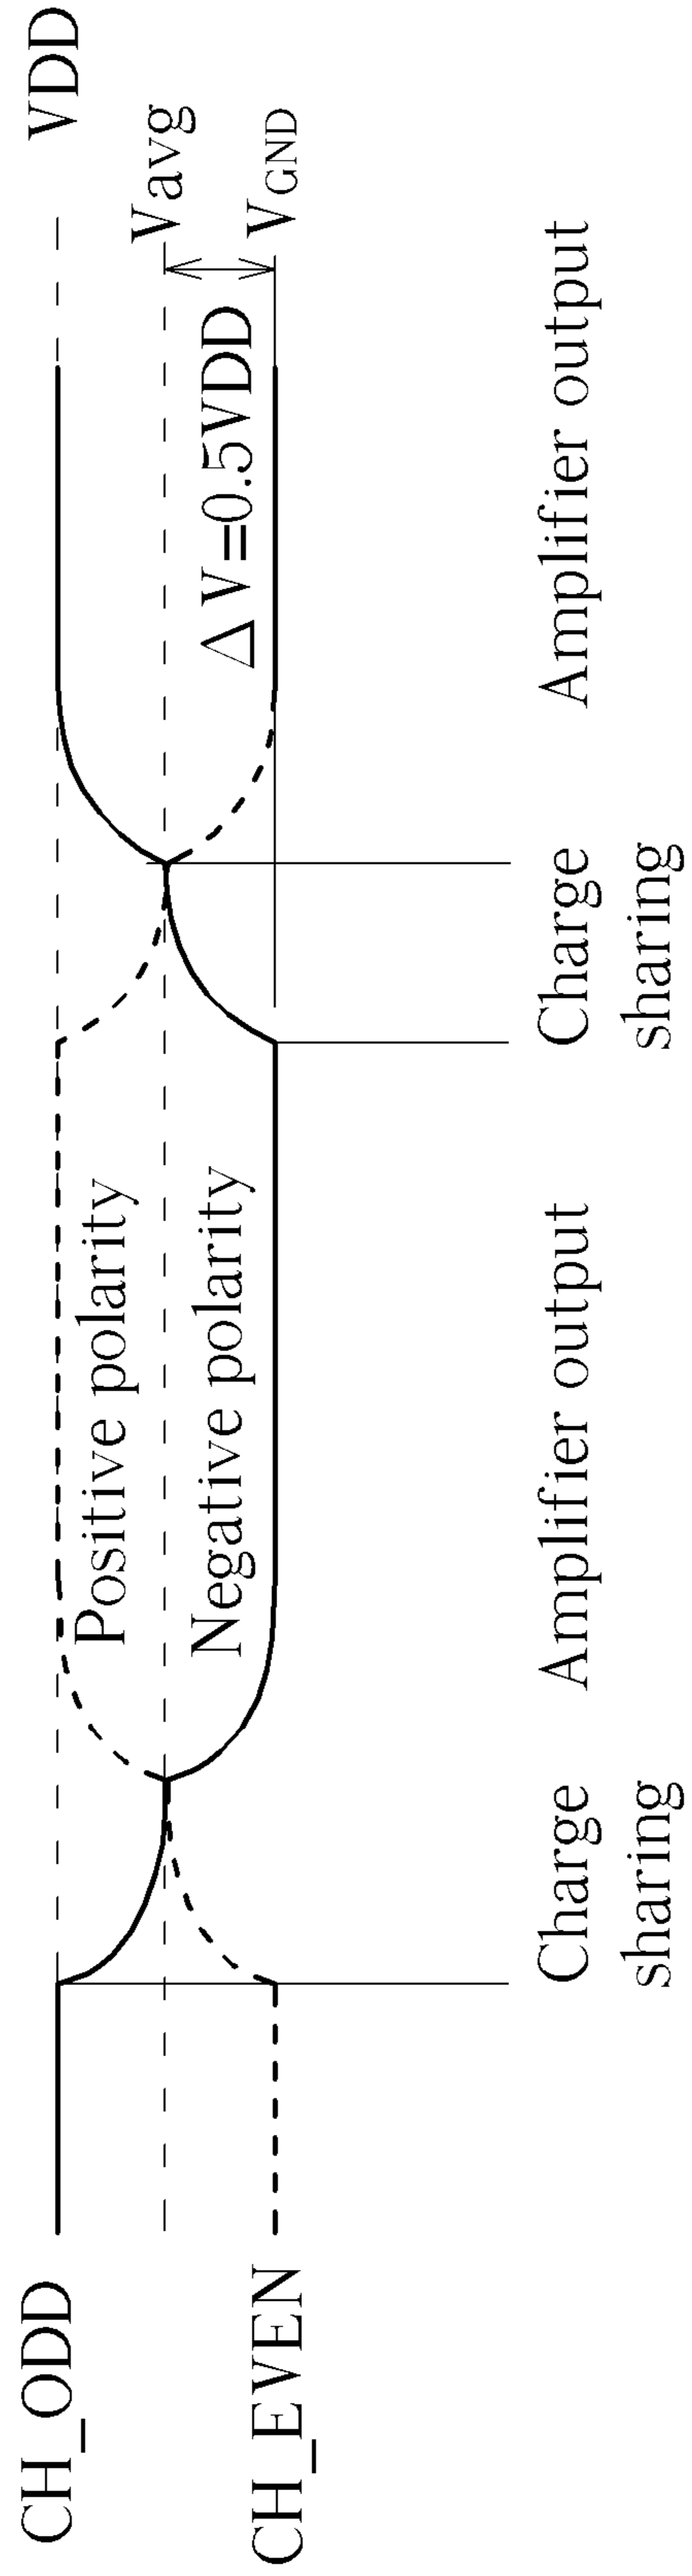 CH_ODD
CH_EVEN
VDD
Vavg
VGND
Positive polarity
Negative polarity
ΔV=0.5VDD
Charge
sharing
Amplifier output
Charge
sharing
Amplifier output